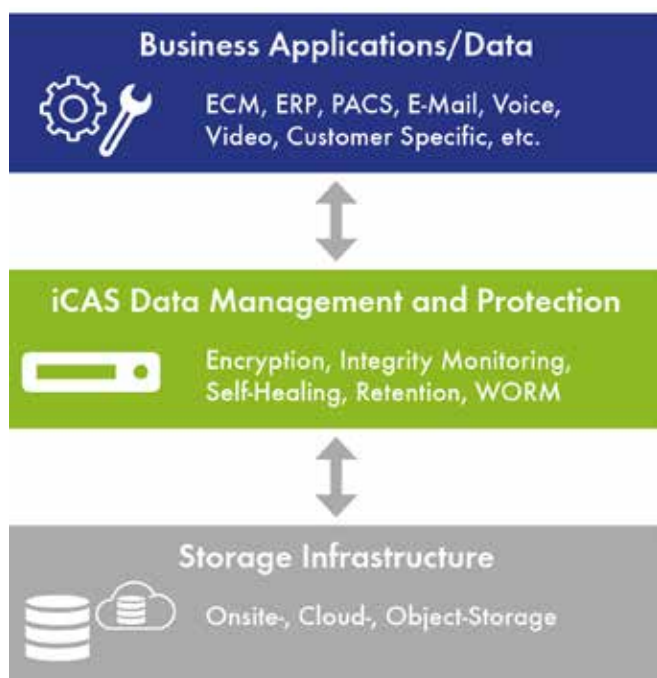 Business Applications/Data
ECM, ERP, PACS, E-Mail, Voice,
Video, Customer Specific, etc.
iCAS Data Management and Protection
Encryption, Integrity Monitoring,
Self-Healing, Retention, WORM
Storage Infrastructure
Onsite-, Cloud-, Object-Storage